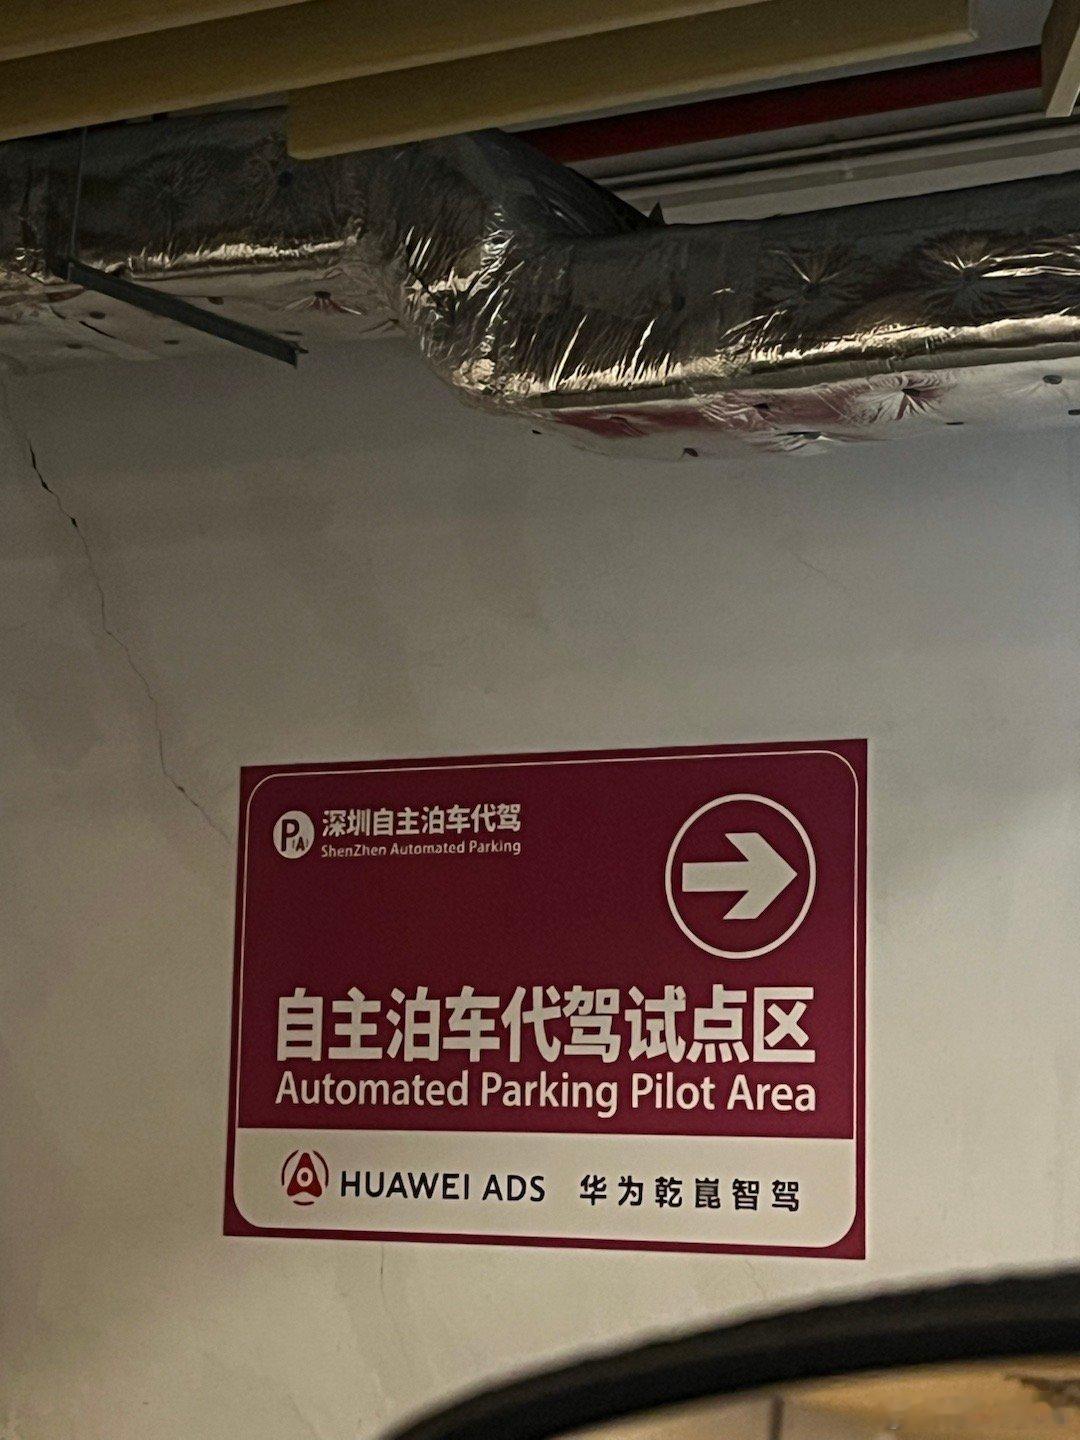 PA
深圳自主泊车代驾
ShenZhen Automated Parking
自主泊车代驾试点区
Automated Parking Pilot Area
HUAWEI ADS 华为乾崑智驾